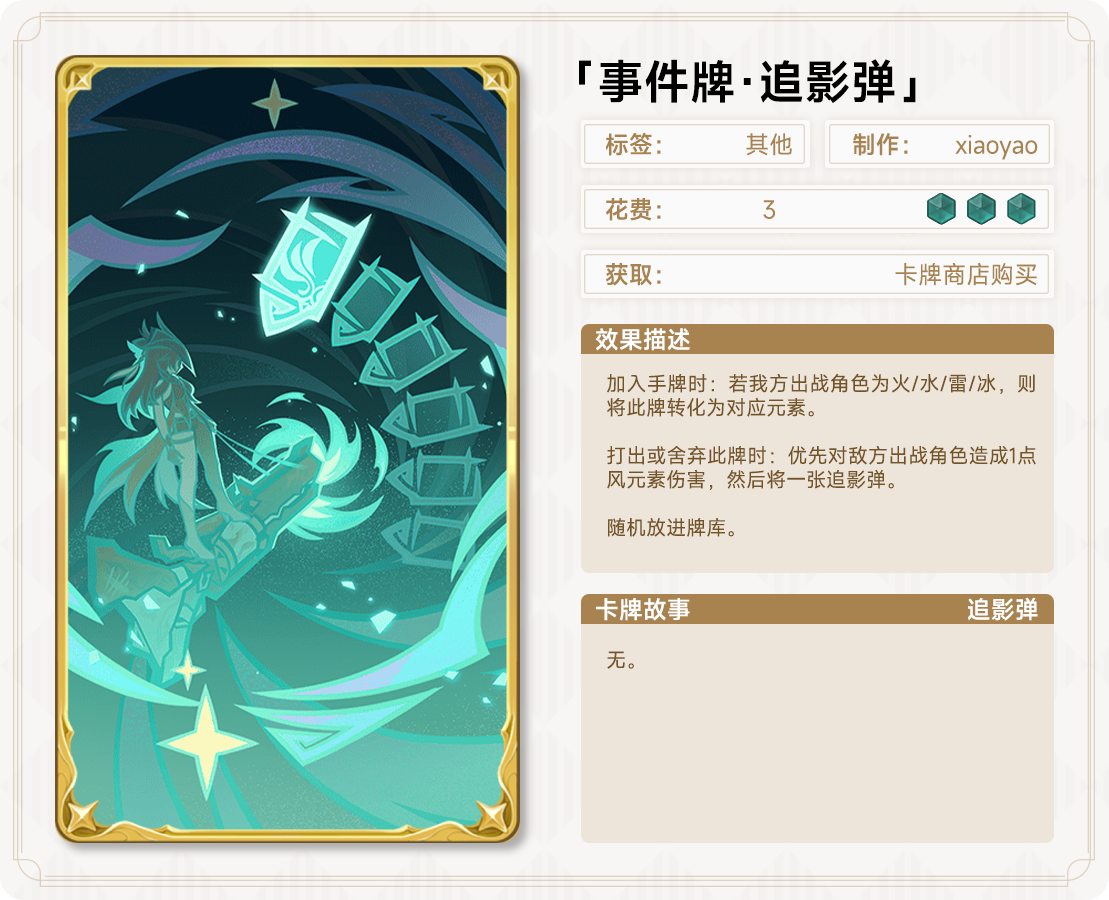 「事件牌·追影弹」
标签： 其他
制作： xiaoyao
花费： 3
获取： 卡牌商店购买
效果描述
加入手牌时：若我方出战角色为火/水/雷/冰，则
将此牌转化为对应元素。
打出或舍弃此牌时：优先对敌方出战角色造成1点
风元素伤害，然后将一张追影弹。
随机放进牌库。
卡牌故事 追影弹
无。